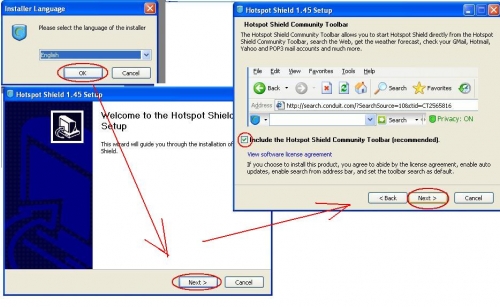 Installer Language
Please select the language of the installer
English
OK
Cancel
Hotspot Shield 1.45 Setup
Welcome to the Hotspot Shield
Setup
This wizard will guide you through the installation of
Shield.
Next >
Cancel
Hotspot Shield 1.45 Setup
Hotspot Shield Community Toolbar
The Hotspot Shield Community Toolbar allows you to start Hotspot Shield directly from the Hotspot
Shield Community Toolbar, search the Web, get the weather forecast, check your GMail, Hotmail,
Yahoo and POP3 mail accounts and much more.
File Edit View Favorites Tools Help
Back Search Favorites
Address http://search.conduit.com/?SearchSource=10&ctid=CT2565816
Search Privacy: ON
Include the Hotspot Shield Community Toolbar (recommended).
View software license agreement
If you choose to install this product, you agree to abide by the license agreement, enable auto
updates, enable search from address bar, and set the toolbar search as default.
< Back
Next >
Cancel